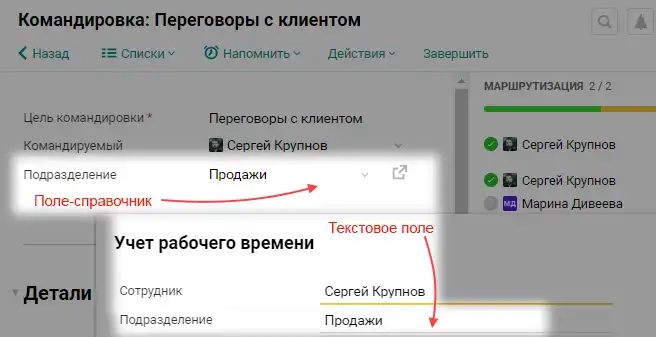 Командировка: Переговоры с клиентом
Назад Списки Напомнить Действия Завершить
МАРШРУТИЗАЦИЯ 2 / 2
Цель командировки * Переговоры с клиентом
Командируемый Сергей Крупнов
Сергей Крупнов
Подразделение Продажи
Сергей Крупнов
Поле-справочник
МД Марина Дивеева
Текстовое поле
Учет рабочего времени
Детали
Сотрудник Сергей Крупнов
Подразделение Продажи